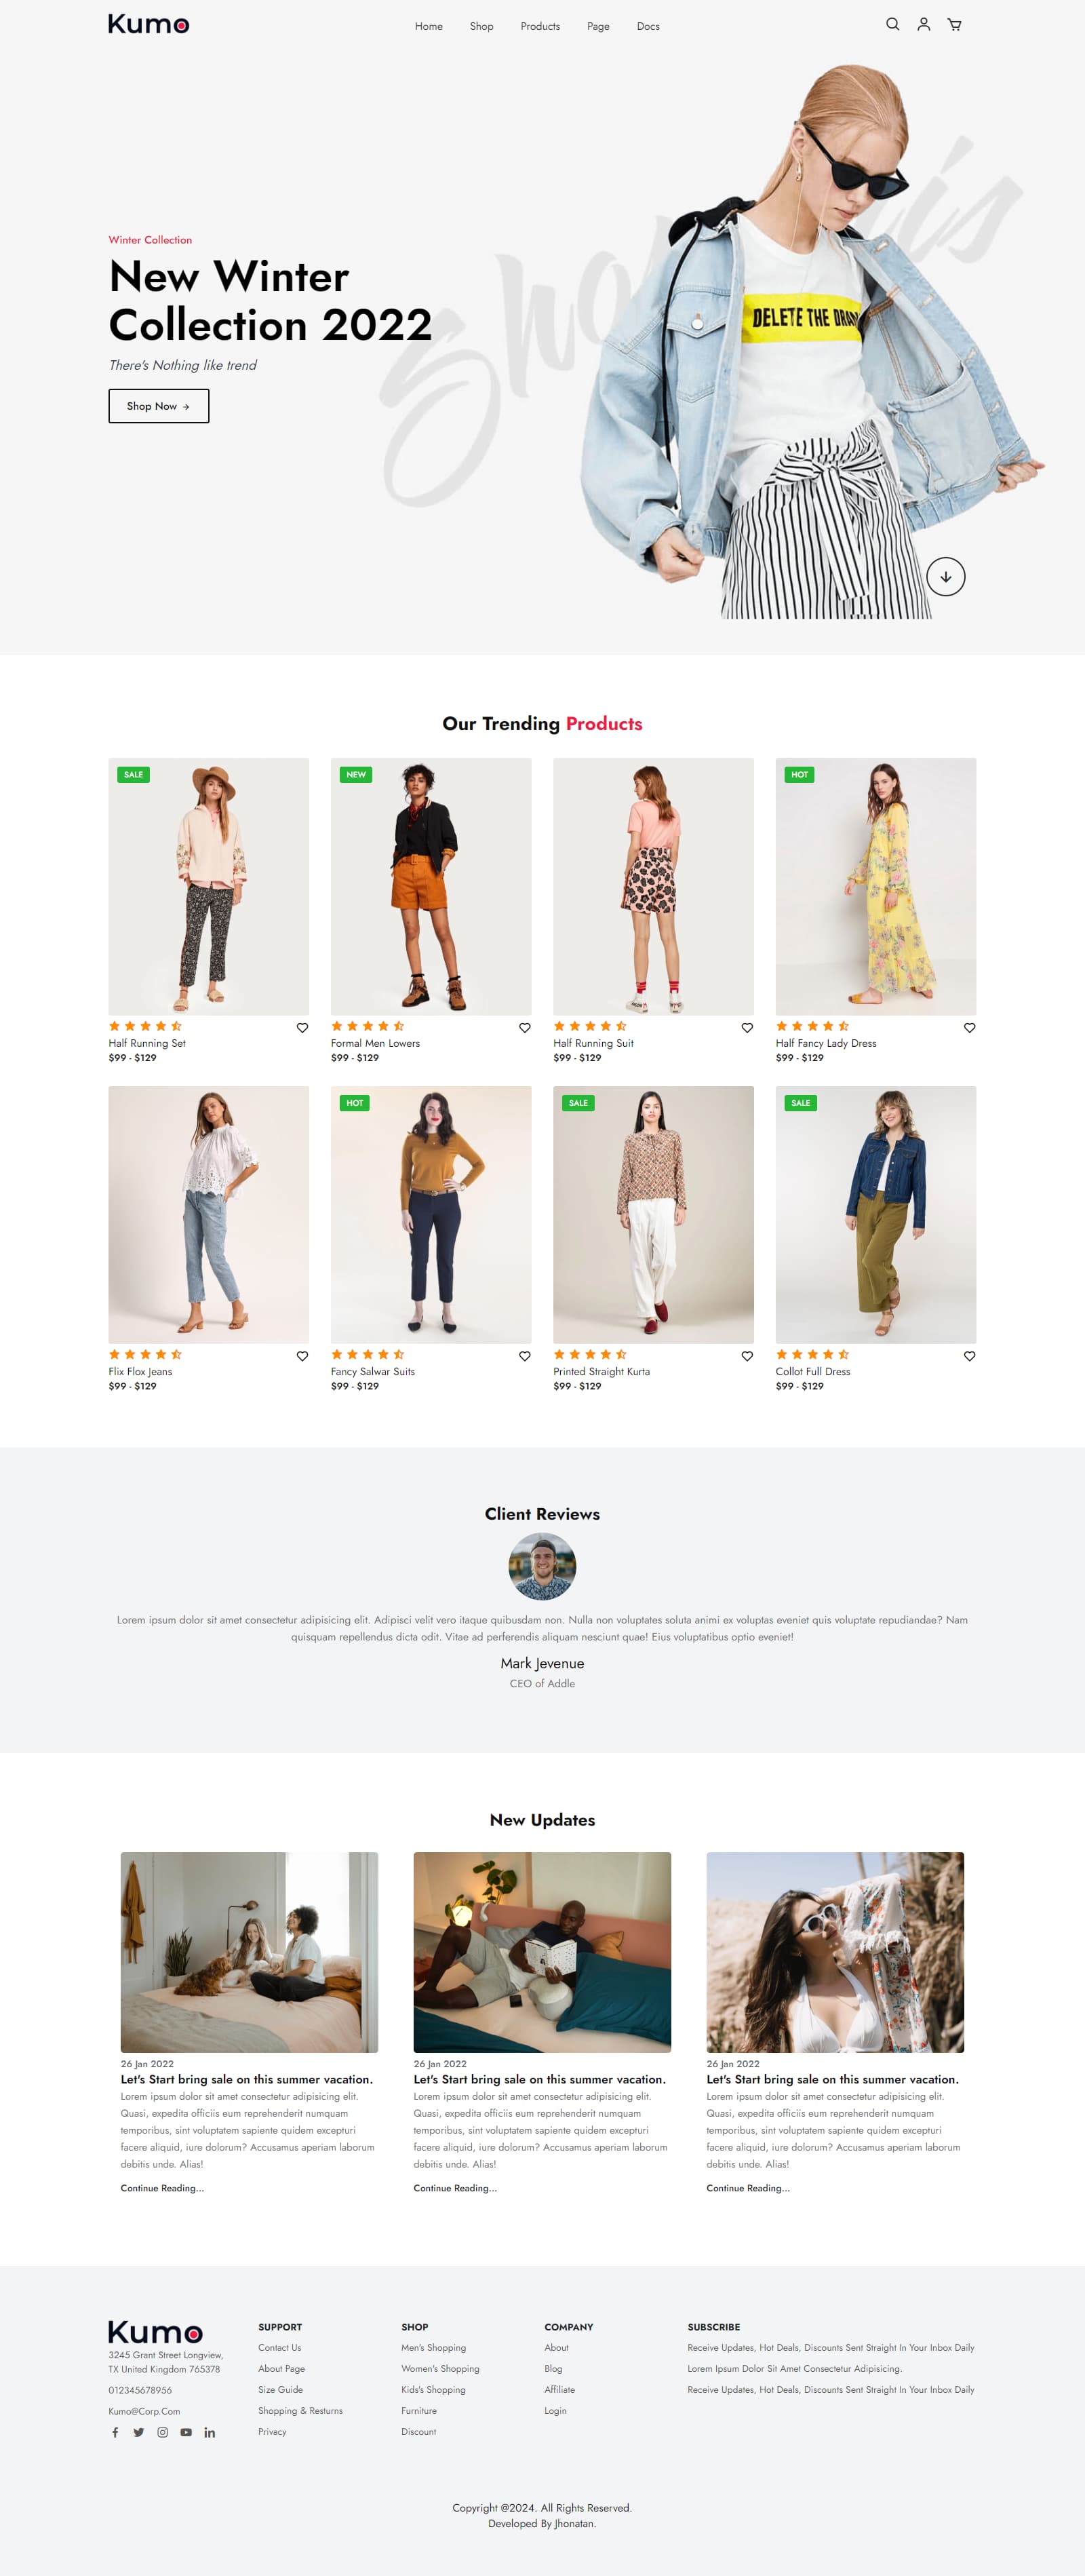 Kumo
Home Shop Products Page Docs
Winter Collection
New Winter
Collection 2022
There's Nothing like trend
Shop Now
DELETE THE
Our Trending Products
SALE NEW HOT
Half Running Set Formal Men Lowers Half Running Suit Half Fancy Lady Dress
$99 - $129 $99 - $129 $99 - $129 $99 - $129
HOT SALE SALE
Flix Flox Jeans Fancy Salwar Suits Printed Straight Kurta Collot Full Dress
$99 - $129 $99 - $129 $99 - $129 $99 - $129
Client Reviews
Lorem ipsum dolor sit amet consectetur adipisicing elit. Adipisci velit vero itaque quibusdam non. Nulla non voluptates soluta animi ex voluptas eveniet quis voluptate repudiandae? Nam
quisquam repellendus dicta odit. Vitae ad perferendis aliquam nesciunt quae! Eius voluptatibus optio eveniet!
Mark Jevenue
CEO of Addle
New Updates
26 Jan 2022
Let's Start bring sale on this summer vacation.
Lorem ipsum dolor sit amet consectetur adipisicing elit.
Quasi, expedita officiis eum reprehenderit numquam
temporibus, sint voluptatem sapiente quidem excepturi
facere aliquid, iure dolorum? Accusamus aperiam laborum
debitis unde. Alias!
Continue Reading...
26 Jan 2022
Let's Start bring sale on this summer vacation.
Lorem ipsum dolor sit amet consectetur adipisicing elit.
Quasi, expedita officiis eum reprehenderit numquam
temporibus, sint voluptatem sapiente quidem excepturi
facere aliquid, iure dolorum? Accusamus aperiam laborum
debitis unde. Alias!
Continue Reading...
26 Jan 2022
Let's Start bring sale on this summer vacation.
Lorem ipsum dolor sit amet consectetur adipisicing elit.
Quasi, expedita officiis eum reprehenderit numquam
temporibus, sint voluptatem sapiente quidem excepturi
facere aliquid, iure dolorum? Accusamus aperiam laborum
debitis unde. Alias!
Continue Reading...
Kumo
3245 Grant Street Longview,
TX United Kingdom 765378
012345678956
Kumo@Corp.Com
SUPPORT
Contact Us
About Page
Size Guide
Shopping & Resturns
Privacy
SHOP
Men's Shopping
Women's Shopping
Kids's Shopping
Furniture
Discount
COMPANY
About
Blog
Affiliate
Login
SUBSCRIBE
Receive Updates, Hot Deals, Discounts Sent Straight In Your Inbox Daily
Lorem Ipsum Dolor Sit Amet Consectetur Adipisicing.
Receive Updates, Hot Deals, Discounts Sent Straight In Your Inbox Daily
Copyright @2024. All Rights Reserved.
Developed By Jhonatan.